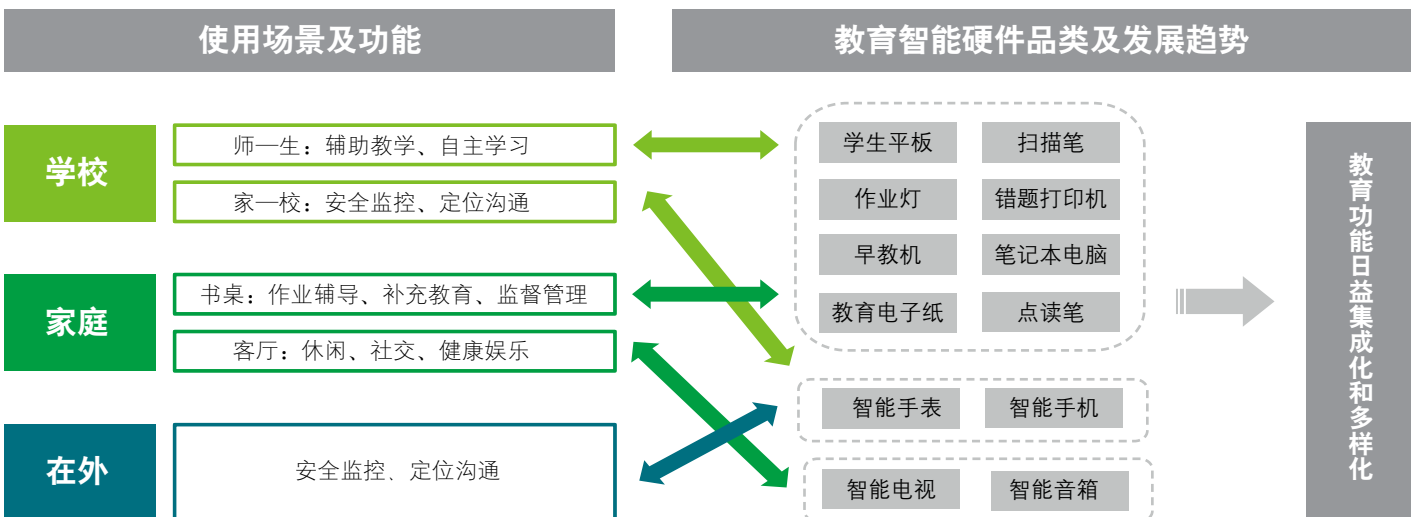 使用场景及功能
教育智能硬件品类及发展趋势
学校
师—生：辅助教学、自主学习
家—校：安全监控、定位沟通
家庭
书桌：作业辅导、补充教育、监督管理
客厅：休闲、社交、健康娱乐
在外
安全监控、定位沟通
学生平板
扫描笔
作业灯
错题打印机
早教机
笔记本电脑
教育电子纸
点读笔
智能手表
智能手机
智能电视
智能音箱
教育功能日益集成化和多样化